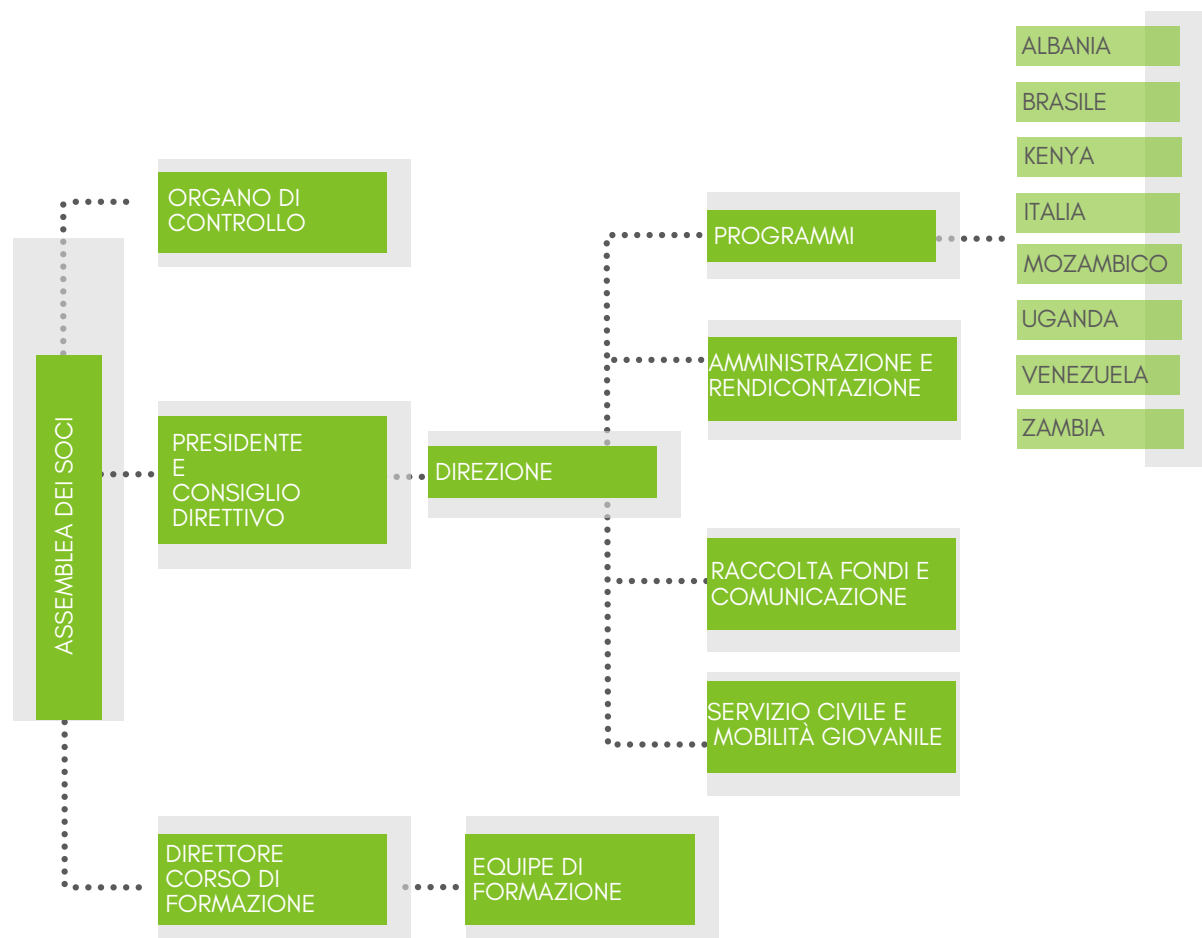 ASSEMBLEA DEI SOCI
ORGANO DI
CONTROLLO
PRESIDENTE
E
CONSIGLIO
DIRETTIVO
DIRETTORE
CORSO DI
FORMAZIONE
EQUIPE DI
FORMAZIONE
DIREZIONE
PROGRAMMI
AMMINISTRAZIONE E
RENDICONTAZIONE
RACCOLTA FONDI E
COMUNICAZIONE
SERVIZIO CIVILE E
MOBILITÀ GIOVANILE
ALBANIA
BRASILE
KENYA
ITALIA
MOZAMBICO
UGANDA
VENEZUELA
ZAMBIA